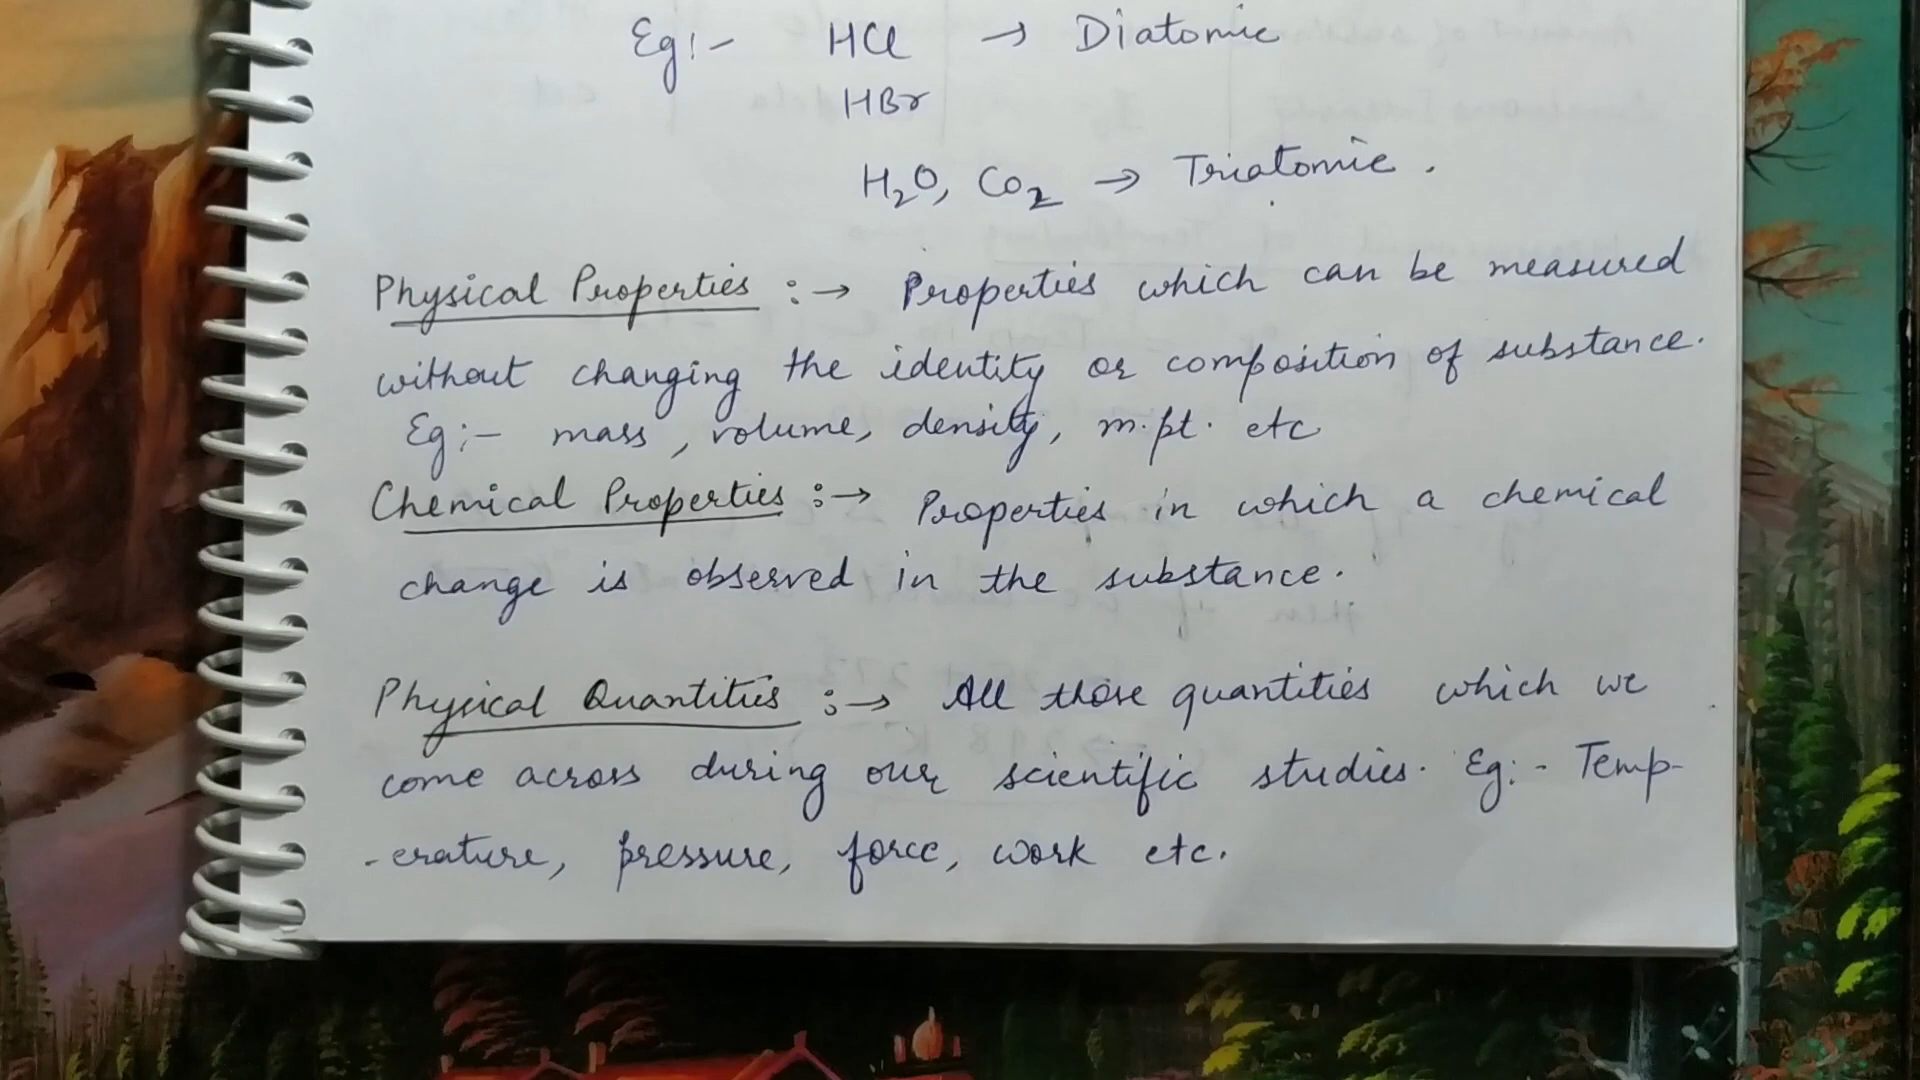 Eg:- HCl → Diatomic
HBr
H₂O, CO₂ → Triatomic.
Physical Properties :→ Properties which can be measured
without changing the identity or composition of substance.
Eg:- mass, volume, density, m.pt. etc
Chemical Properties :→ Properties in which a chemical
change is observed in the substance.
Physical Quantities :→ All those quantities which we
come across during our scientific studies. Eg:- Temp-
-erature, pressure, force, work etc.